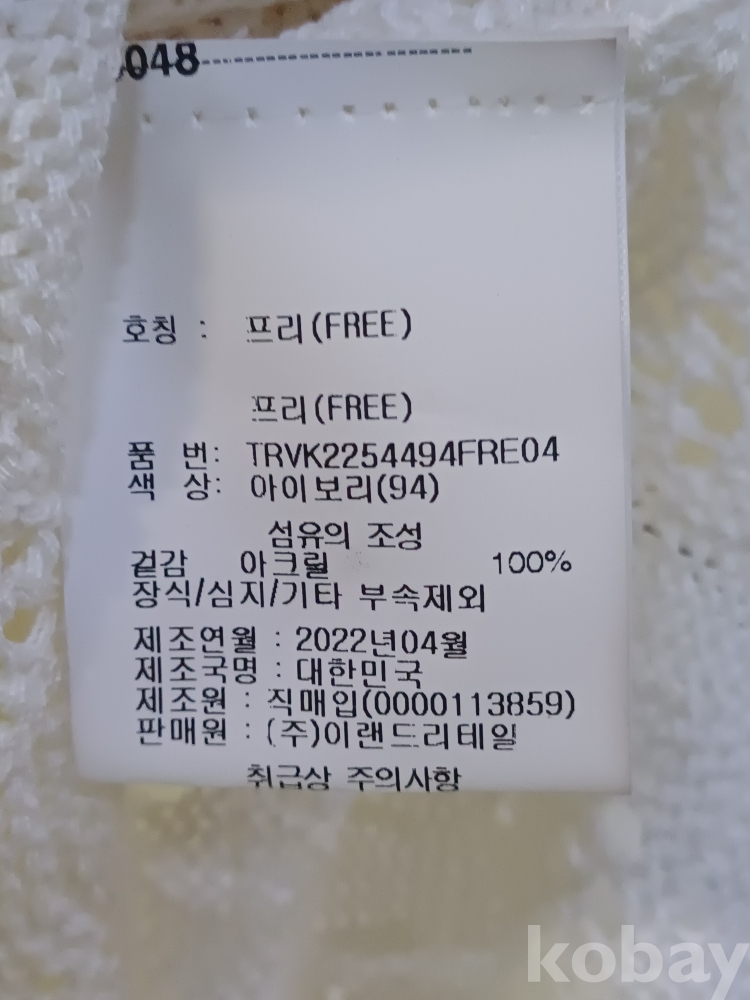 048
호칭 : 프리(FREE)
프리(FREE)
품 번: TRVK2254494FRE04
색 상: 아이보리(94)
섬유의 조성
겉감 아크릴 100%
장식/심지/기타 부속제외
제조연월 : 2022년04월
제조국명 : 대한민국
제조원 : 직매입(0000113859)
판매원 : (주)이랜드리테일
취급상 주의사항
kobay